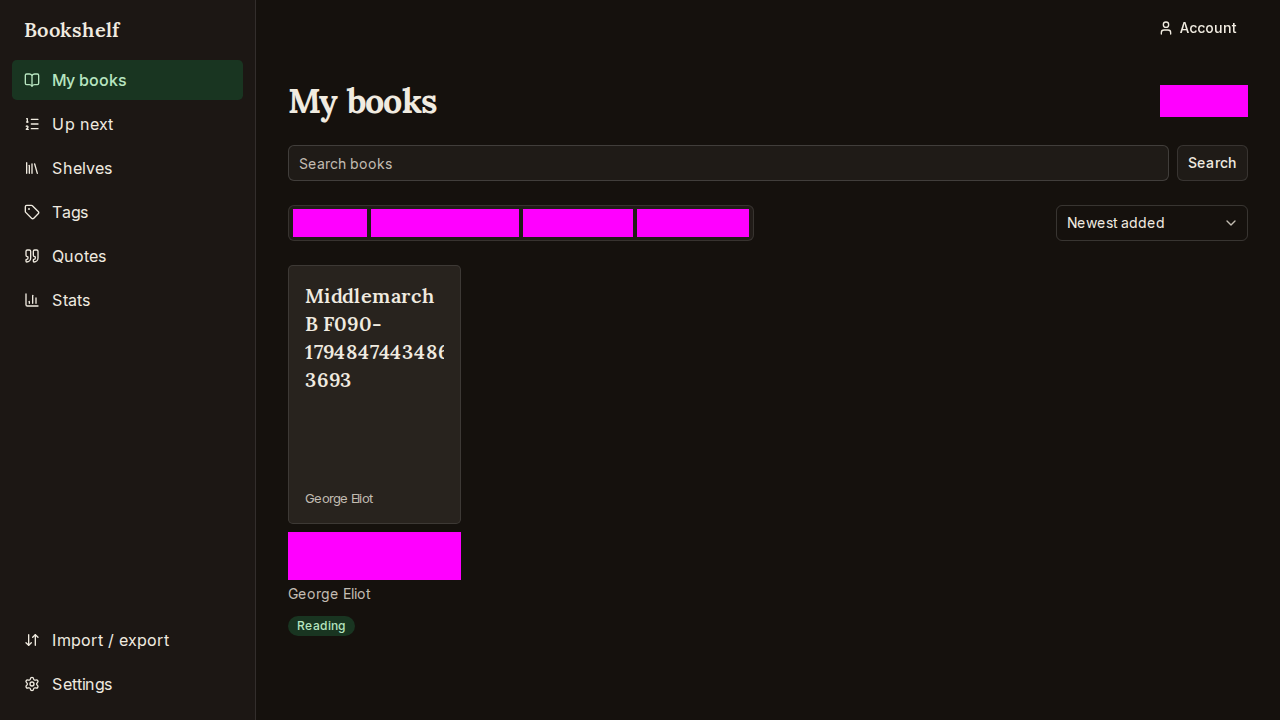 Bookshelf
Account
My books
Up next
Shelves
Tags
Quotes
Stats
Import / export
Settings
My books
Search books
Search
Newest added
Middlemarch
B F090-
179484744348
3693
George Eliot
George Eliot
Reading